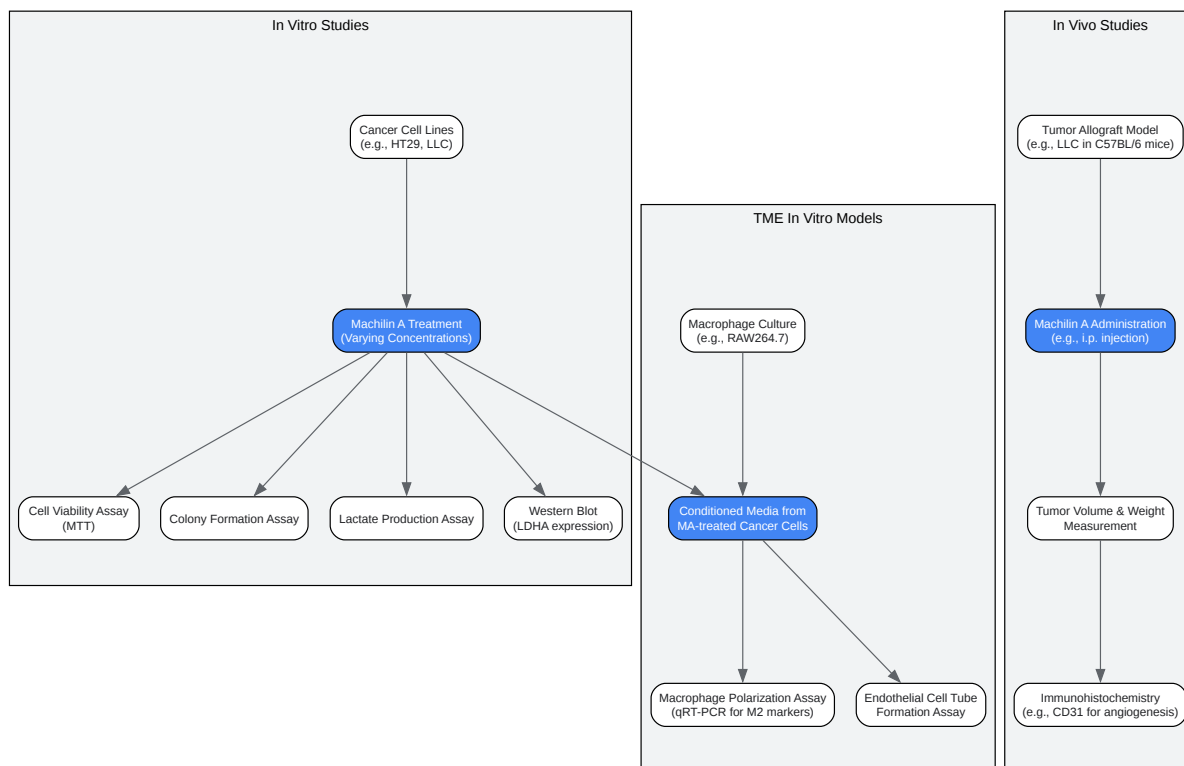 In Vitro Studies
Cancer Cell Lines
(e.g., HT29, LLC)
Machilin A Treatment
(Varying Concentrations)
Cell Viability Assay
(MTT)
Colony Formation Assay
Lactate Production Assay
Western Blot
(LDHA expression)
TME In Vitro Models
Macrophage Culture
(e.g., RAW264.7)
Conditioned Media from
MA-treated Cancer Cells
Macrophage Polarization Assay
(qRT-PCR for M2 markers)
Endothelial Cell Tube
Formation Assay
In Vivo Studies
Tumor Allograft Model
(e.g., LLC in C57BL/6 mice)
Machilin A Administration
(e.g., i.p. injection)
Tumor Volume & Weight
Measurement
Immunohistochemistry
(e.g., CD31 for angiogenesis)